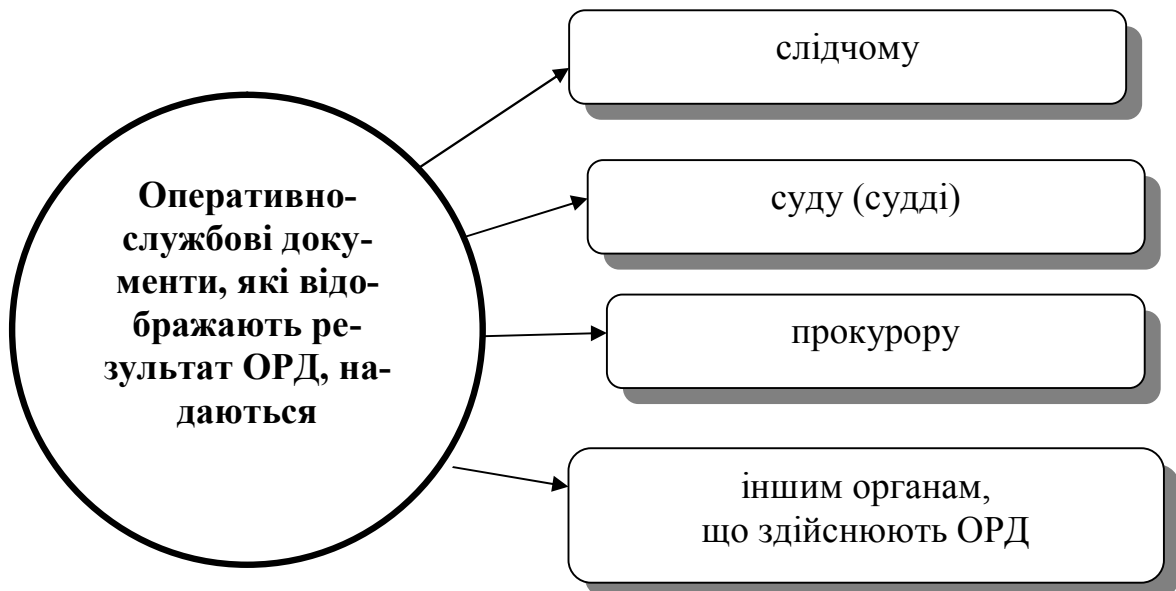 Оперативно-
службові доку-
менти, які відо-
бражають ре-
зультат ОРД, на-
даються
слідчому
суду (судді)
прокурору
іншим органам,
що здійснюють ОРД